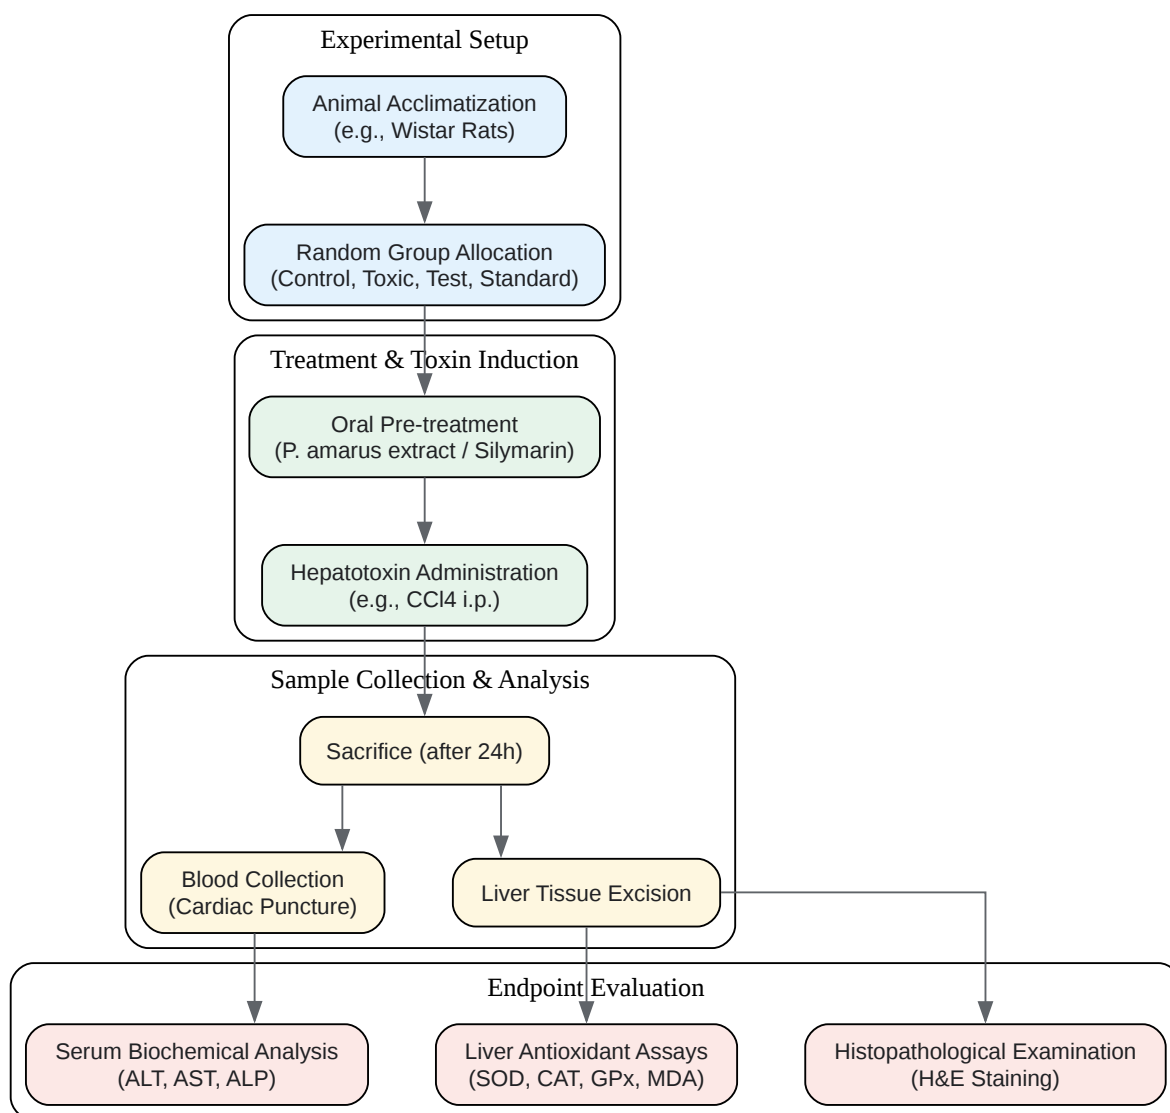 Experimental Setup
Animal Acclimatization
(e.g., Wistar Rats)
Random Group Allocation
(Control, Toxic, Test, Standard)
Treatment & Toxin Induction
Oral Pre-treatment
(P. amarus extract / Silymarin)
Hepatotoxin Administration
(e.g., CCl4 i.p.)
Sample Collection & Analysis
Sacrifice (after 24h)
Blood Collection
(Cardiac Puncture)
Liver Tissue Excision
Endpoint Evaluation
Serum Biochemical Analysis
(ALT, AST, ALP)
Liver Antioxidant Assays
(SOD, CAT, GPx, MDA)
Histopathological Examination
(H&E Staining)